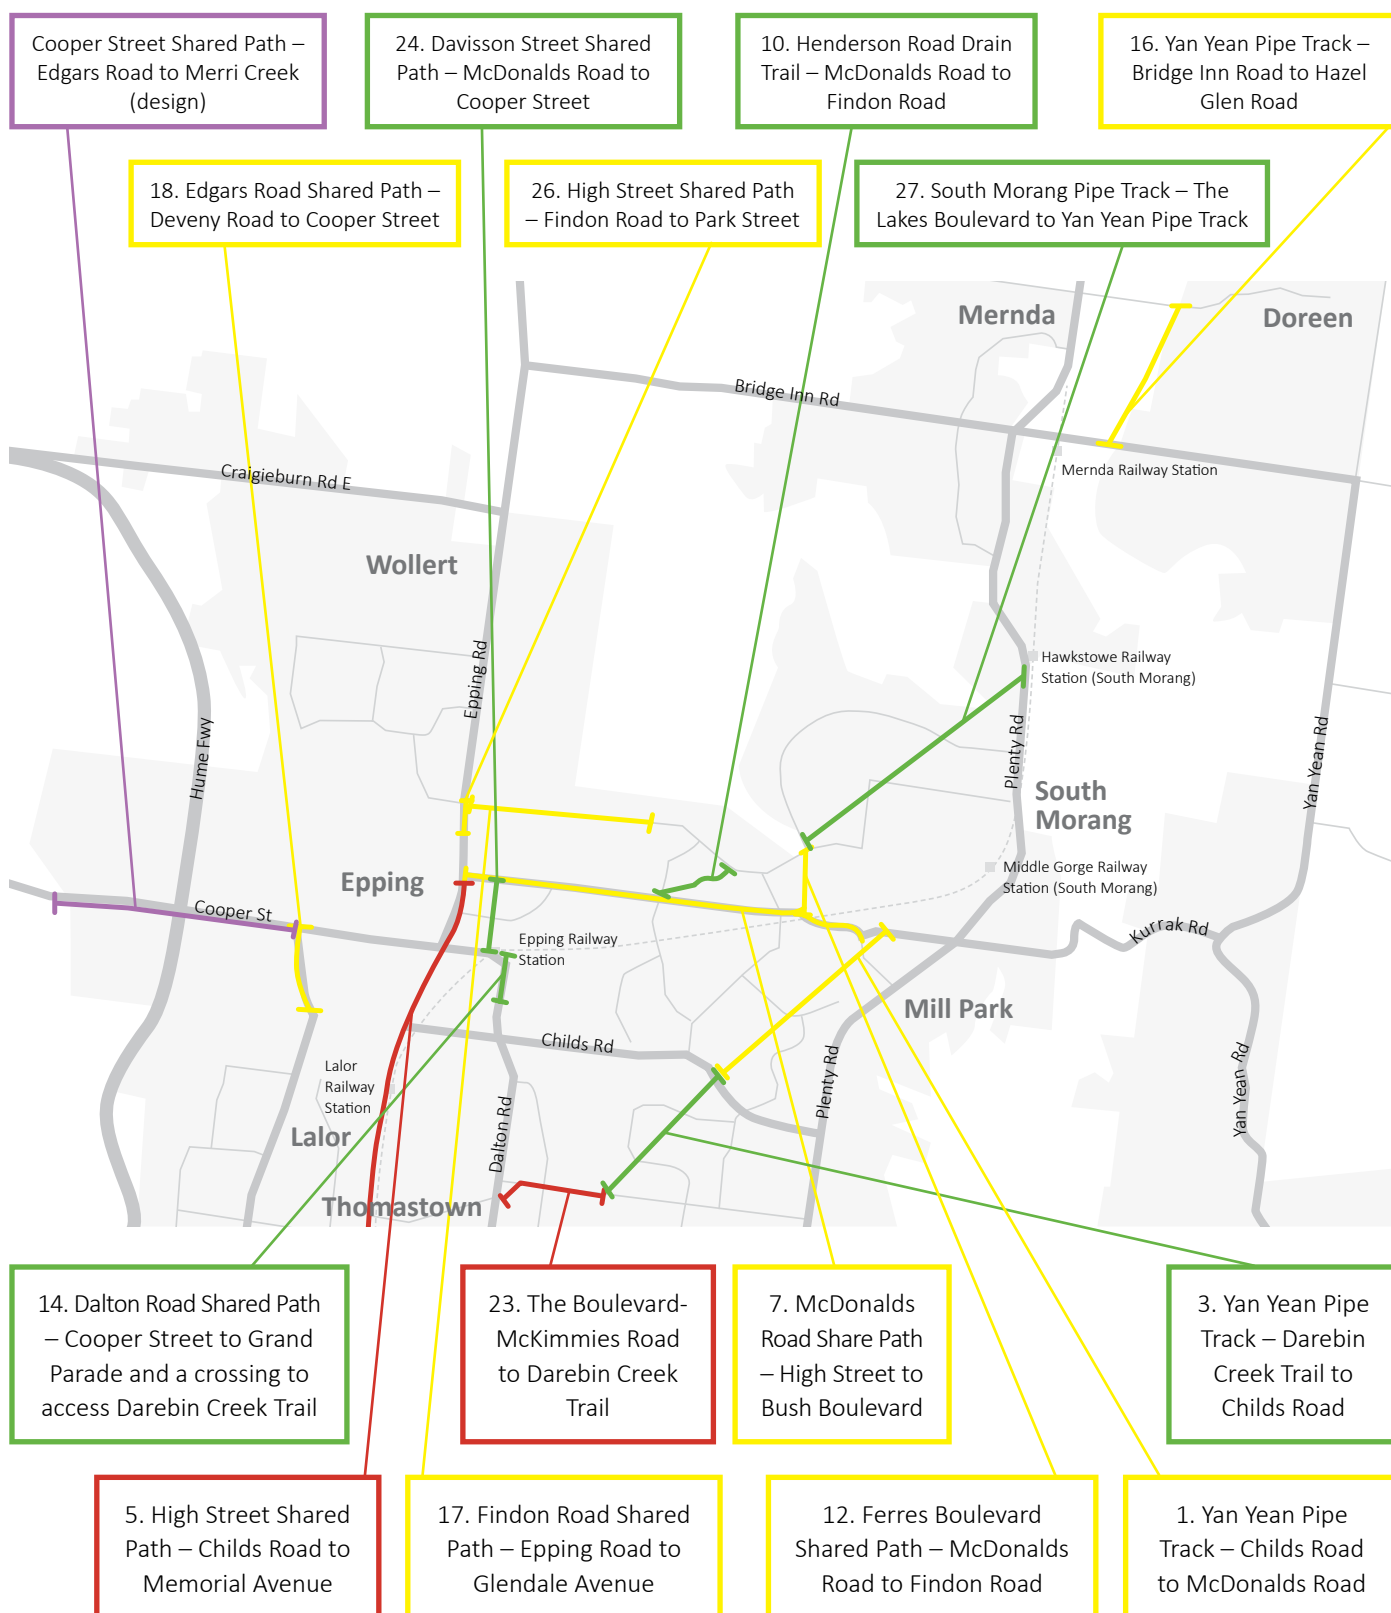 Cooper Street Shared Path –
Edgars Road to Merri Creek
(design)
24. Davisson Street Shared
Path – McDonalds Road to
Cooper Street
10. Henderson Road Drain
Trail – McDonalds Road to
Findon Road
16. Yan Yean Pipe Track –
Bridge Inn Road to Hazel
Glen Road
18. Edgars Road Shared Path –
Deveny Road to Cooper Street
26. High Street Shared Path
– Findon Road to Park Street
27. South Morang Pipe Track – The
Lakes Boulevard to Yan Yean Pipe Track
Mernda
Doreen
Bridge Inn Rd
Mernda Railway Station
Craigieburn Rd E
Wollert
Epping Rd
Hawkstowe Railway
Station (South Morang)
Hume Fwy
Plenty Rd
Yan Yean Rd
South
Morang
Middle Gorge Railway
Station (South Morang)
Epping
Cooper St
Kurrak Rd
Epping Railway
Station
Mill Park
Childs Rd
Lalor
Railway
Station
Plenty Rd
Yan Yean Rd
Lalor
Dalton Rd
Thomastown
14. Dalton Road Shared Path
– Cooper Street to Grand
Parade and a crossing to
access Darebin Creek Trail
23. The Boulevard-
McKimmies Road
to Darebin Creek
Trail
7. McDonalds
Road Share Path
– High Street to
Bush Boulevard
3. Yan Yean Pipe
Track – Darebin
Creek Trail to
Childs Road
5. High Street Shared
Path – Childs Road to
Memorial Avenue
17. Findon Road Shared
Path – Epping Road to
Glendale Avenue
12. Ferres Boulevard
Shared Path – McDonalds
Road to Findon Road
1. Yan Yean Pipe
Track – Childs Road
to McDonalds Road